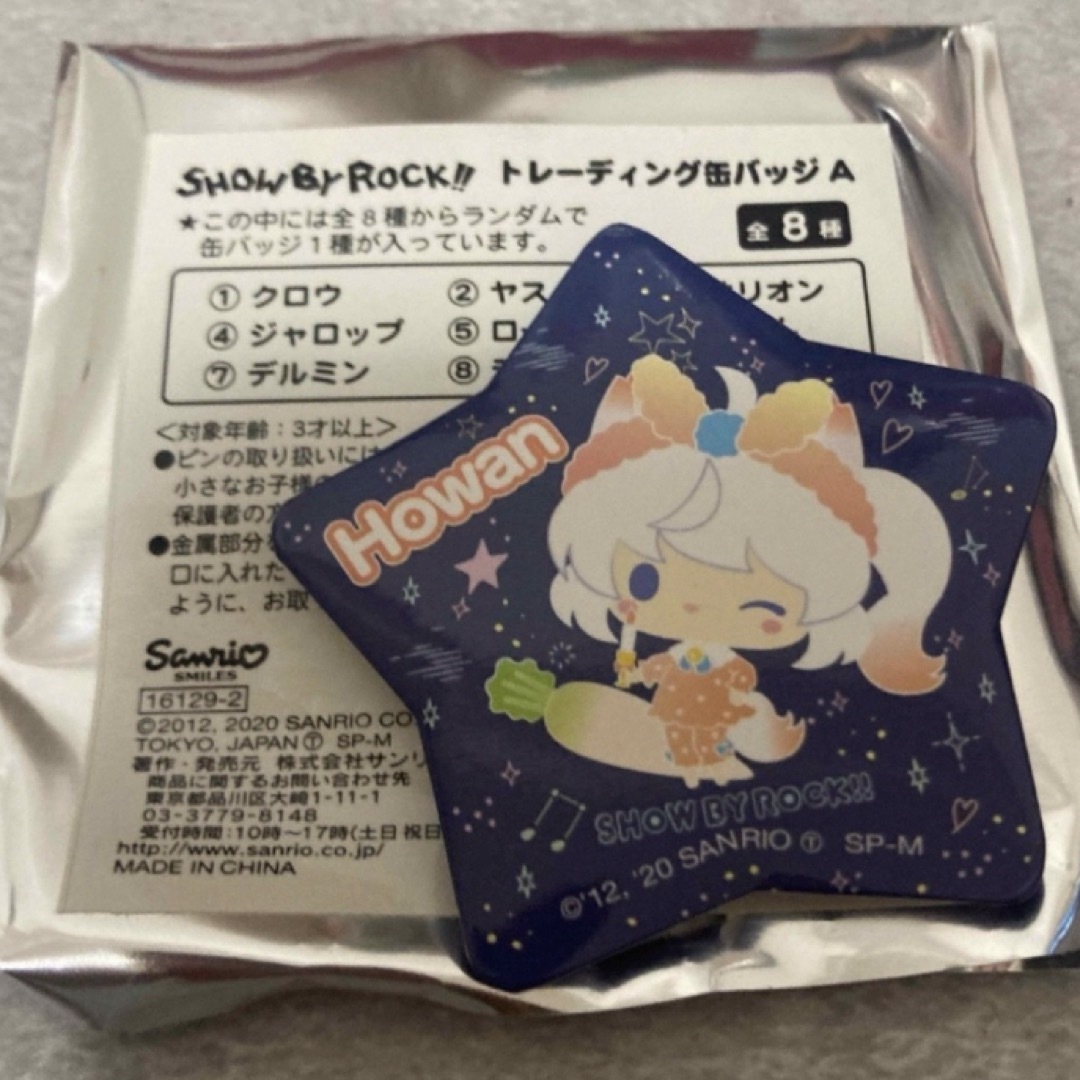 SHOW BY ROCK!! トレーディング缶バッジ A
★この中には全8種からランダムで
缶バッジ1種が入っています。
全8種
① クロウ ② ヤス リオン
④ ジャロップ ⑤ ロ
⑦ デルミン ⑧
＜対象年齢：3才以上＞
●ピンの取り扱いには
小さなお子様の
保護者の方
●金属部分を
口に入れた
ように、お取
Sanrio
SMILES
16129-2
©2012, 2020 SANRIO CO
TOKYO, JAPAN Ⓣ SP-M
著作・発売元 株式会社サンリ
商品に関するお問い合わせ先
東京都品川区大崎1-11-1
03-3779-8148
受付時間：10時〜17時(土日祝日
http://www.sanrio.co.jp/
MADE IN CHINA
Howan
SHOW BY ROCK!!
©'12, '20 SANRIO Ⓣ SP-M